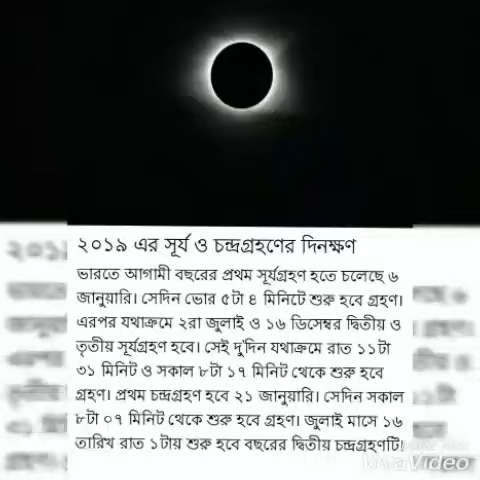 ২০১৯ এর সূর্য ও চন্দ্রগ্রহণের দিনক্ষণ
ভারতে আগামী বছরের প্রথম সূর্যগ্রহণ হতে চলেছে ৬
জানুয়ারি। সেদিন ভোর ৫টা ৪ মিনিটে শুরু হবে গ্রহণ।
এরপর যথাক্রমে ২রা জুলাই ও ১৬ ডিসেম্বর দ্বিতীয় ও
তৃতীয় সূর্যগ্রহণ হবে। সেই দু'দিন যথাক্রমে রাত ১১টা
৩১ মিনিট ও সকাল ৮টা ১৭ মিনিট থেকে শুরু হবে
গ্রহণ। প্রথম চন্দ্রগ্রহণ হবে ২১ জানুয়ারি। সেদিন সকাল
৮টা ০৭ মিনিট থেকে শুরু হবে গ্রহণ। জুলাই মাসে ১৬
তারিখ রাত ১টায় শুরু হবে বছরের দ্বিতীয় চন্দ্রগ্রহণটি।
VivaVideo